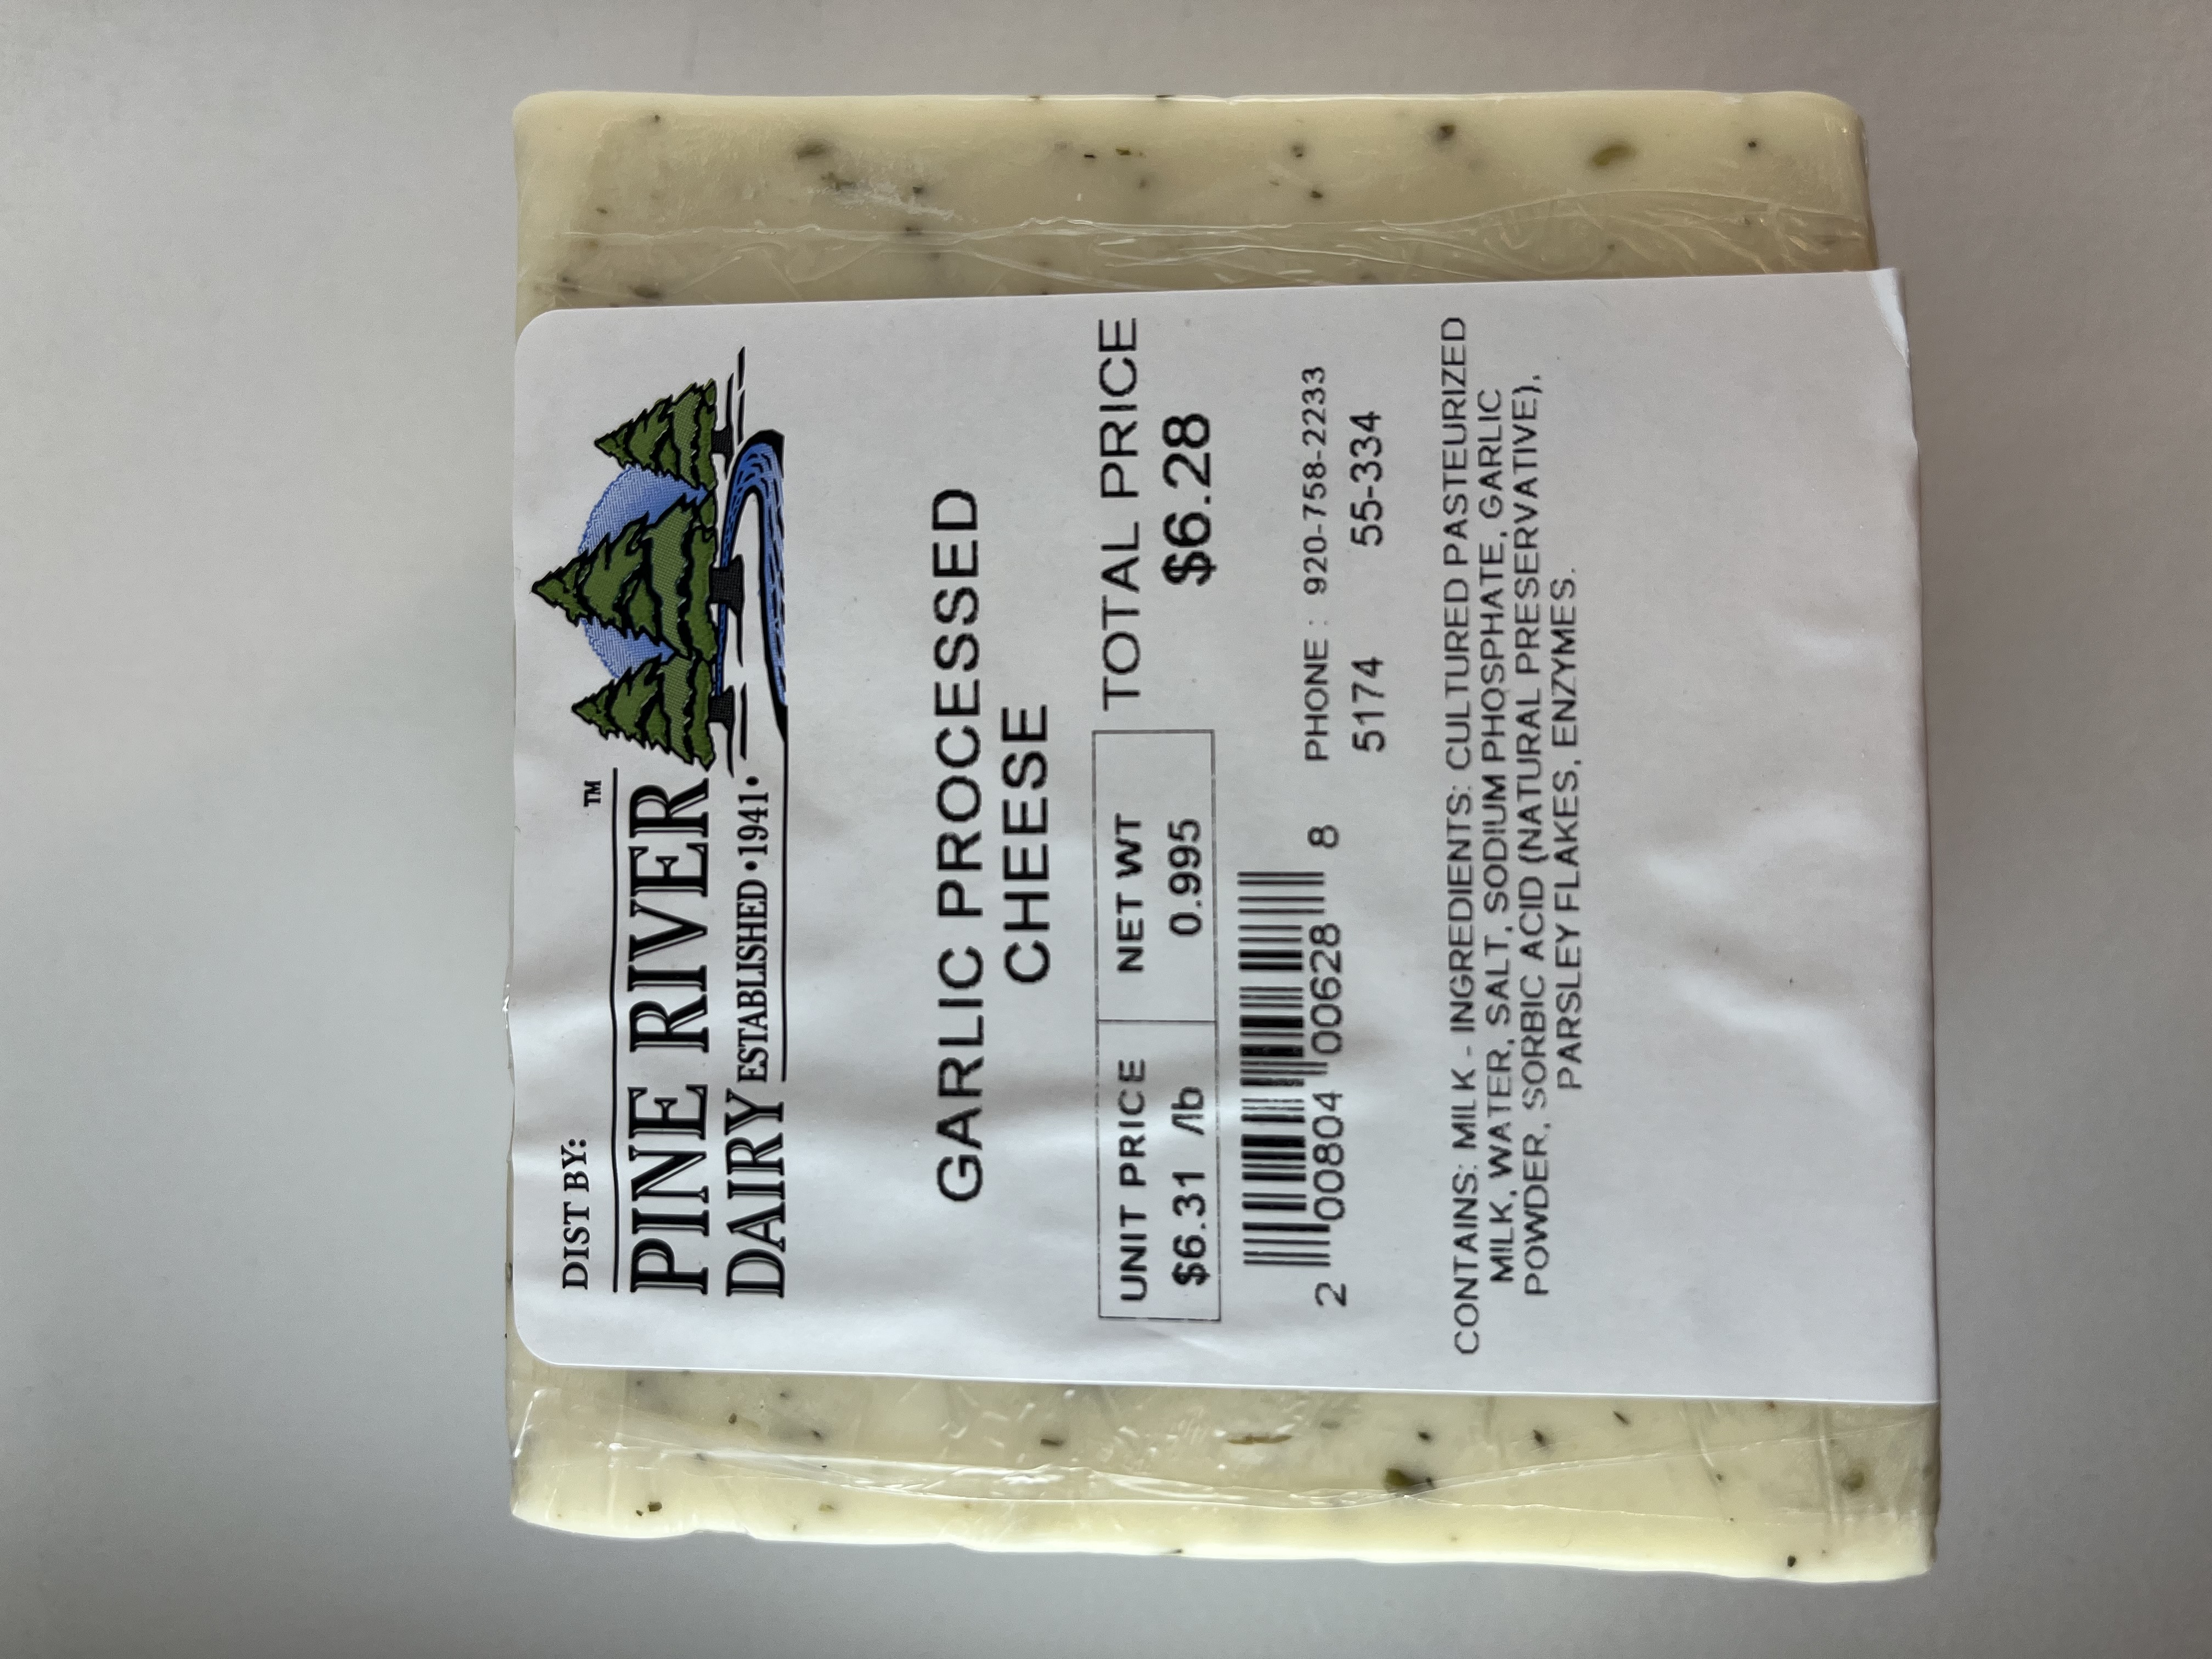 DIST BY:
PINE RIVER™
DAIRY ESTABLISHED • 1941 •
GARLIC PROCESSED
CHEESE
UNIT PRICE NET WT TOTAL PRICE
$6.31 /lb 0.995 $6.28
2 00804 00628 8
PHONE : 920-758-2233
5174 55-334
CONTAINS: MILK - INGREDIENTS: CULTURED PASTEURIZED
MILK, WATER, SALT, SODIUM PHOSPHATE, GARLIC
POWDER, SORBIC ACID (NATURAL PRESERVATIVE),
PARSLEY FLAKES, ENZYMES.